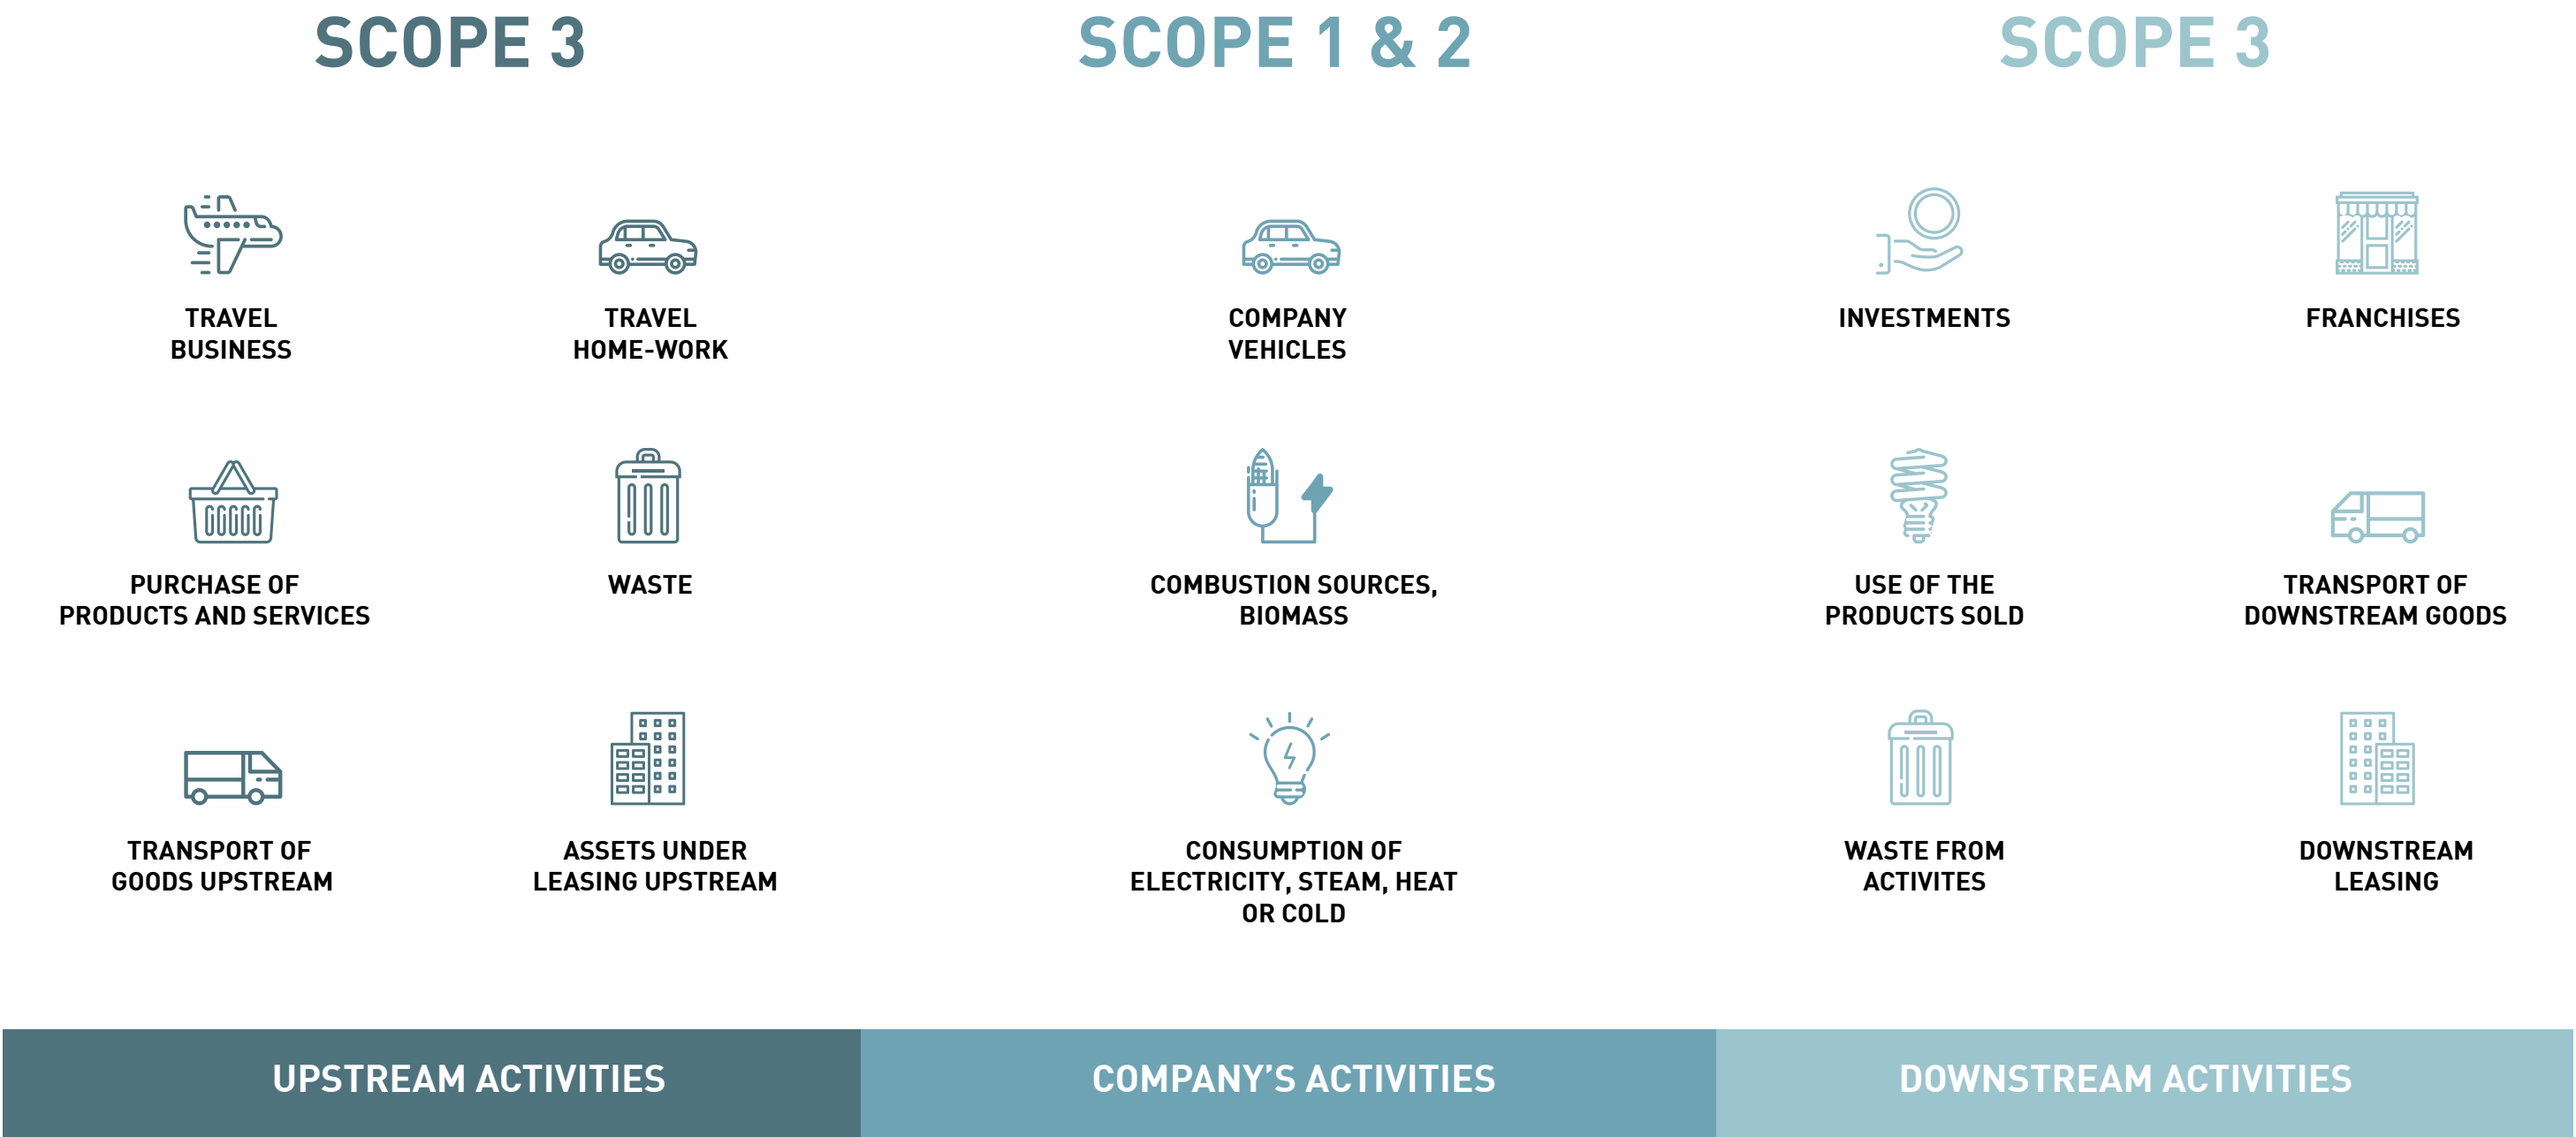 SCOPE 3
SCOPE 1 & 2
SCOPE 3
TRAVEL
BUSINESS
TRAVEL
HOME-WORK
COMPANY
VEHICLES
INVESTMENTS
FRANCHISES
PURCHASE OF
PRODUCTS AND SERVICES
WASTE
COMBUSTION SOURCES,
BIOMASS
USE OF THE
PRODUCTS SOLD
TRANSPORT OF
DOWNSTREAM GOODS
TRANSPORT OF
GOODS UPSTREAM
ASSETS UNDER
LEASING UPSTREAM
CONSUMPTION OF
ELECTRICITY, STEAM, HEAT
OR COLD
WASTE FROM
ACTIVITES
DOWNSTREAM
LEASING
UPSTREAM ACTIVITIES
COMPANY’S ACTIVITIES
DOWNSTREAM ACTIVITIES